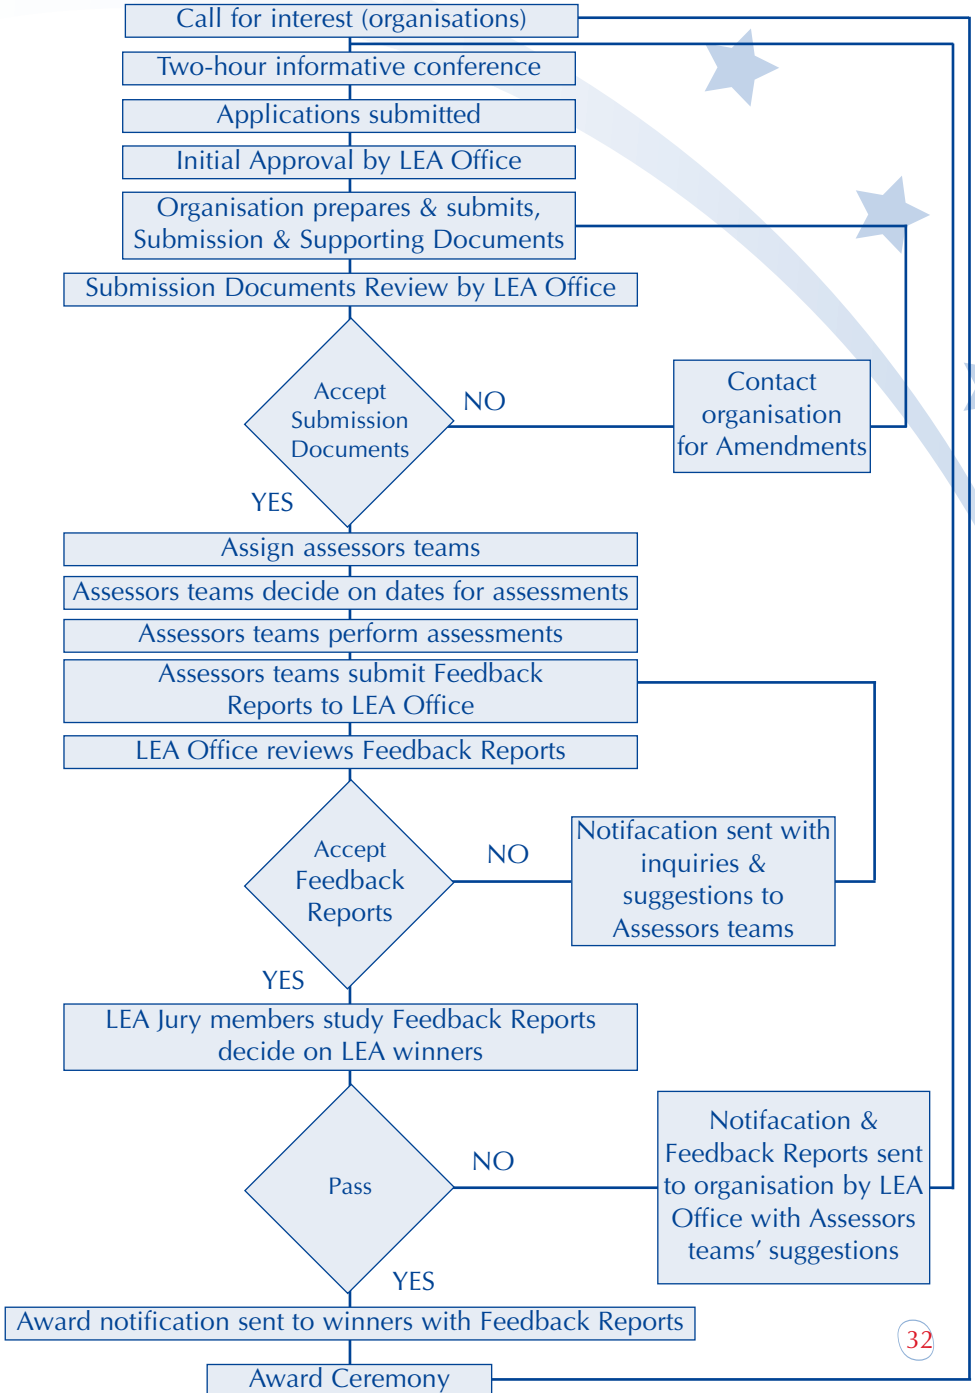 Call for interest (organisations)
Two-hour informative conference
Applications submitted
Initial Approval by LEA Office
Organisation prepares & submits,
Submission & Supporting Documents
Submission Documents Review by LEA Office
Accept
Submission
Documents
NO
Contact
organisation
for Amendments
YES
Assign assessors teams
Assessors teams decide on dates for assessments
Assessors teams perform assessments
Assessors teams submit Feedback
Reports to LEA Office
LEA Office reviews Feedback Reports
Accept
Feedback
Reports
NO
Notifacation sent with
inquiries &
suggestions to
Assessors teams
YES
LEA Jury members study Feedback Reports
decide on LEA winners
Pass
NO
Notifacation &
Feedback Reports sent
to organisation by LEA
Office with Assessors
teams’ suggestions
YES
Award notification sent to winners with Feedback Reports
Award Ceremony
32